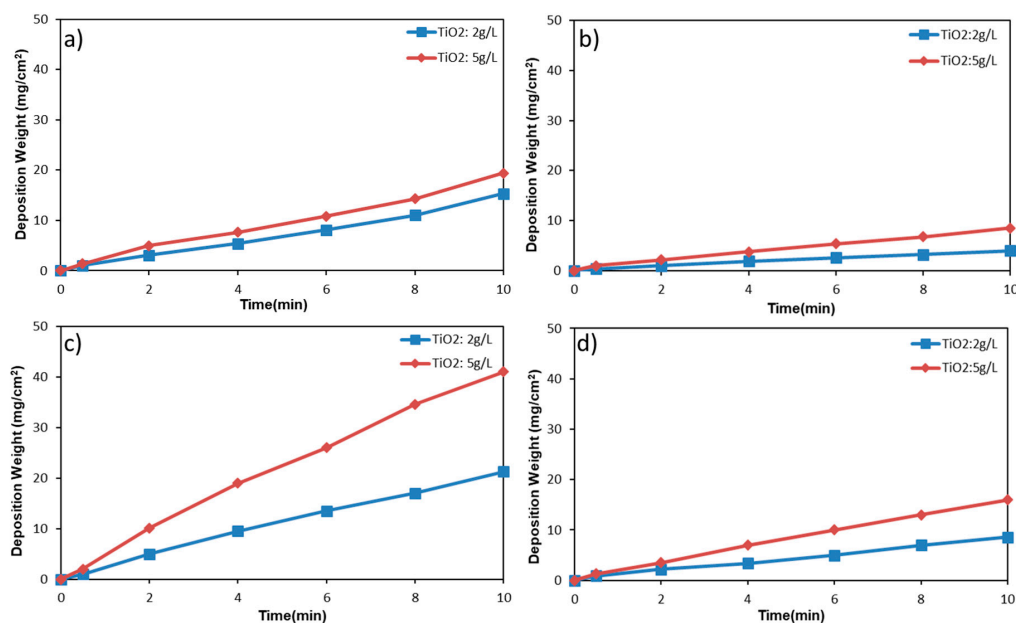 a)
TiO2: 2g/L
TiO2: 5g/L
Deposition Weight (mg/cm²)
50
40
30
20
10
0
0 2 4 6 8 10
Time(min)
b)
TiO2:2g/L
TiO2:5g/L
Deposition Weight (mg/cm²)
50
40
30
20
10
0
0 2 4 6 8 10
Time(min)
c)
TiO2: 2g/L
TiO2: 5g/L
Deposition Weight (mg/cm²)
50
40
30
20
10
0
0 2 4 6 8 10
Time(min)
d)
TiO2:2g/L
TiO2:5g/L
Deposition Weight (mg/cm²)
50
40
30
20
10
0
0 2 4 6 8 10
Time(min)